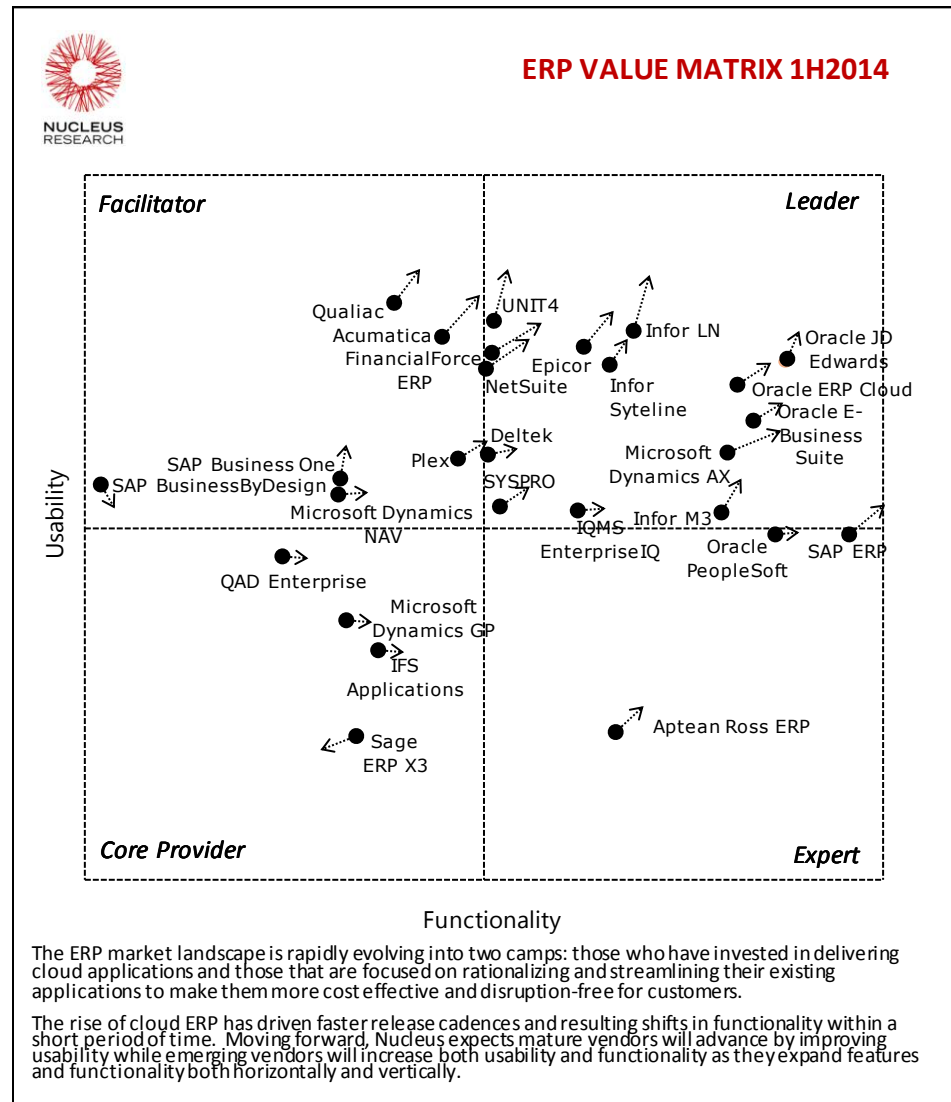 NUCLEUS
RESEARCH
ERP VALUE MATRIX 1H2014
Facilitator
Leader
Qualiac
UNIT4
Acumatica
FinancialForce
ERP
NetSuite
Epicor
Infor LN
Infor
Syteline
Oracle JD
Edwards
Oracle ERP Cloud
Oracle E-
Business
Suite
Microsoft
Dynamics AX
Plex
Deltek
SYSPRO
SAP Business One
SAP BusinessByDesign
Microsoft Dynamics
NAV
IQMS
EnterpriseIQ
Infor M3
Oracle
PeopleSoft
SAP ERP
Usability
QAD Enterprise
Microsoft
Dynamics GP
IFS
Applications
Sage
ERP X3
Aptean Ross ERP
Core Provider
Expert
Functionality
The ERP market landscape is rapidly evolving into two camps: those who have invested in delivering
cloud applications and those that are focused on rationalizing and streamlining their existing
applications to make them more cost effective and disruption-free for customers.
The rise of cloud ERP has driven faster release cadences and resulting shifts in functionality within a
short period of time. Moving forward, Nucleus expects mature vendors will advance by improving
usability while emerging vendors will increase both usability and functionality as they expand features
and functionality both horizontally and vertically.